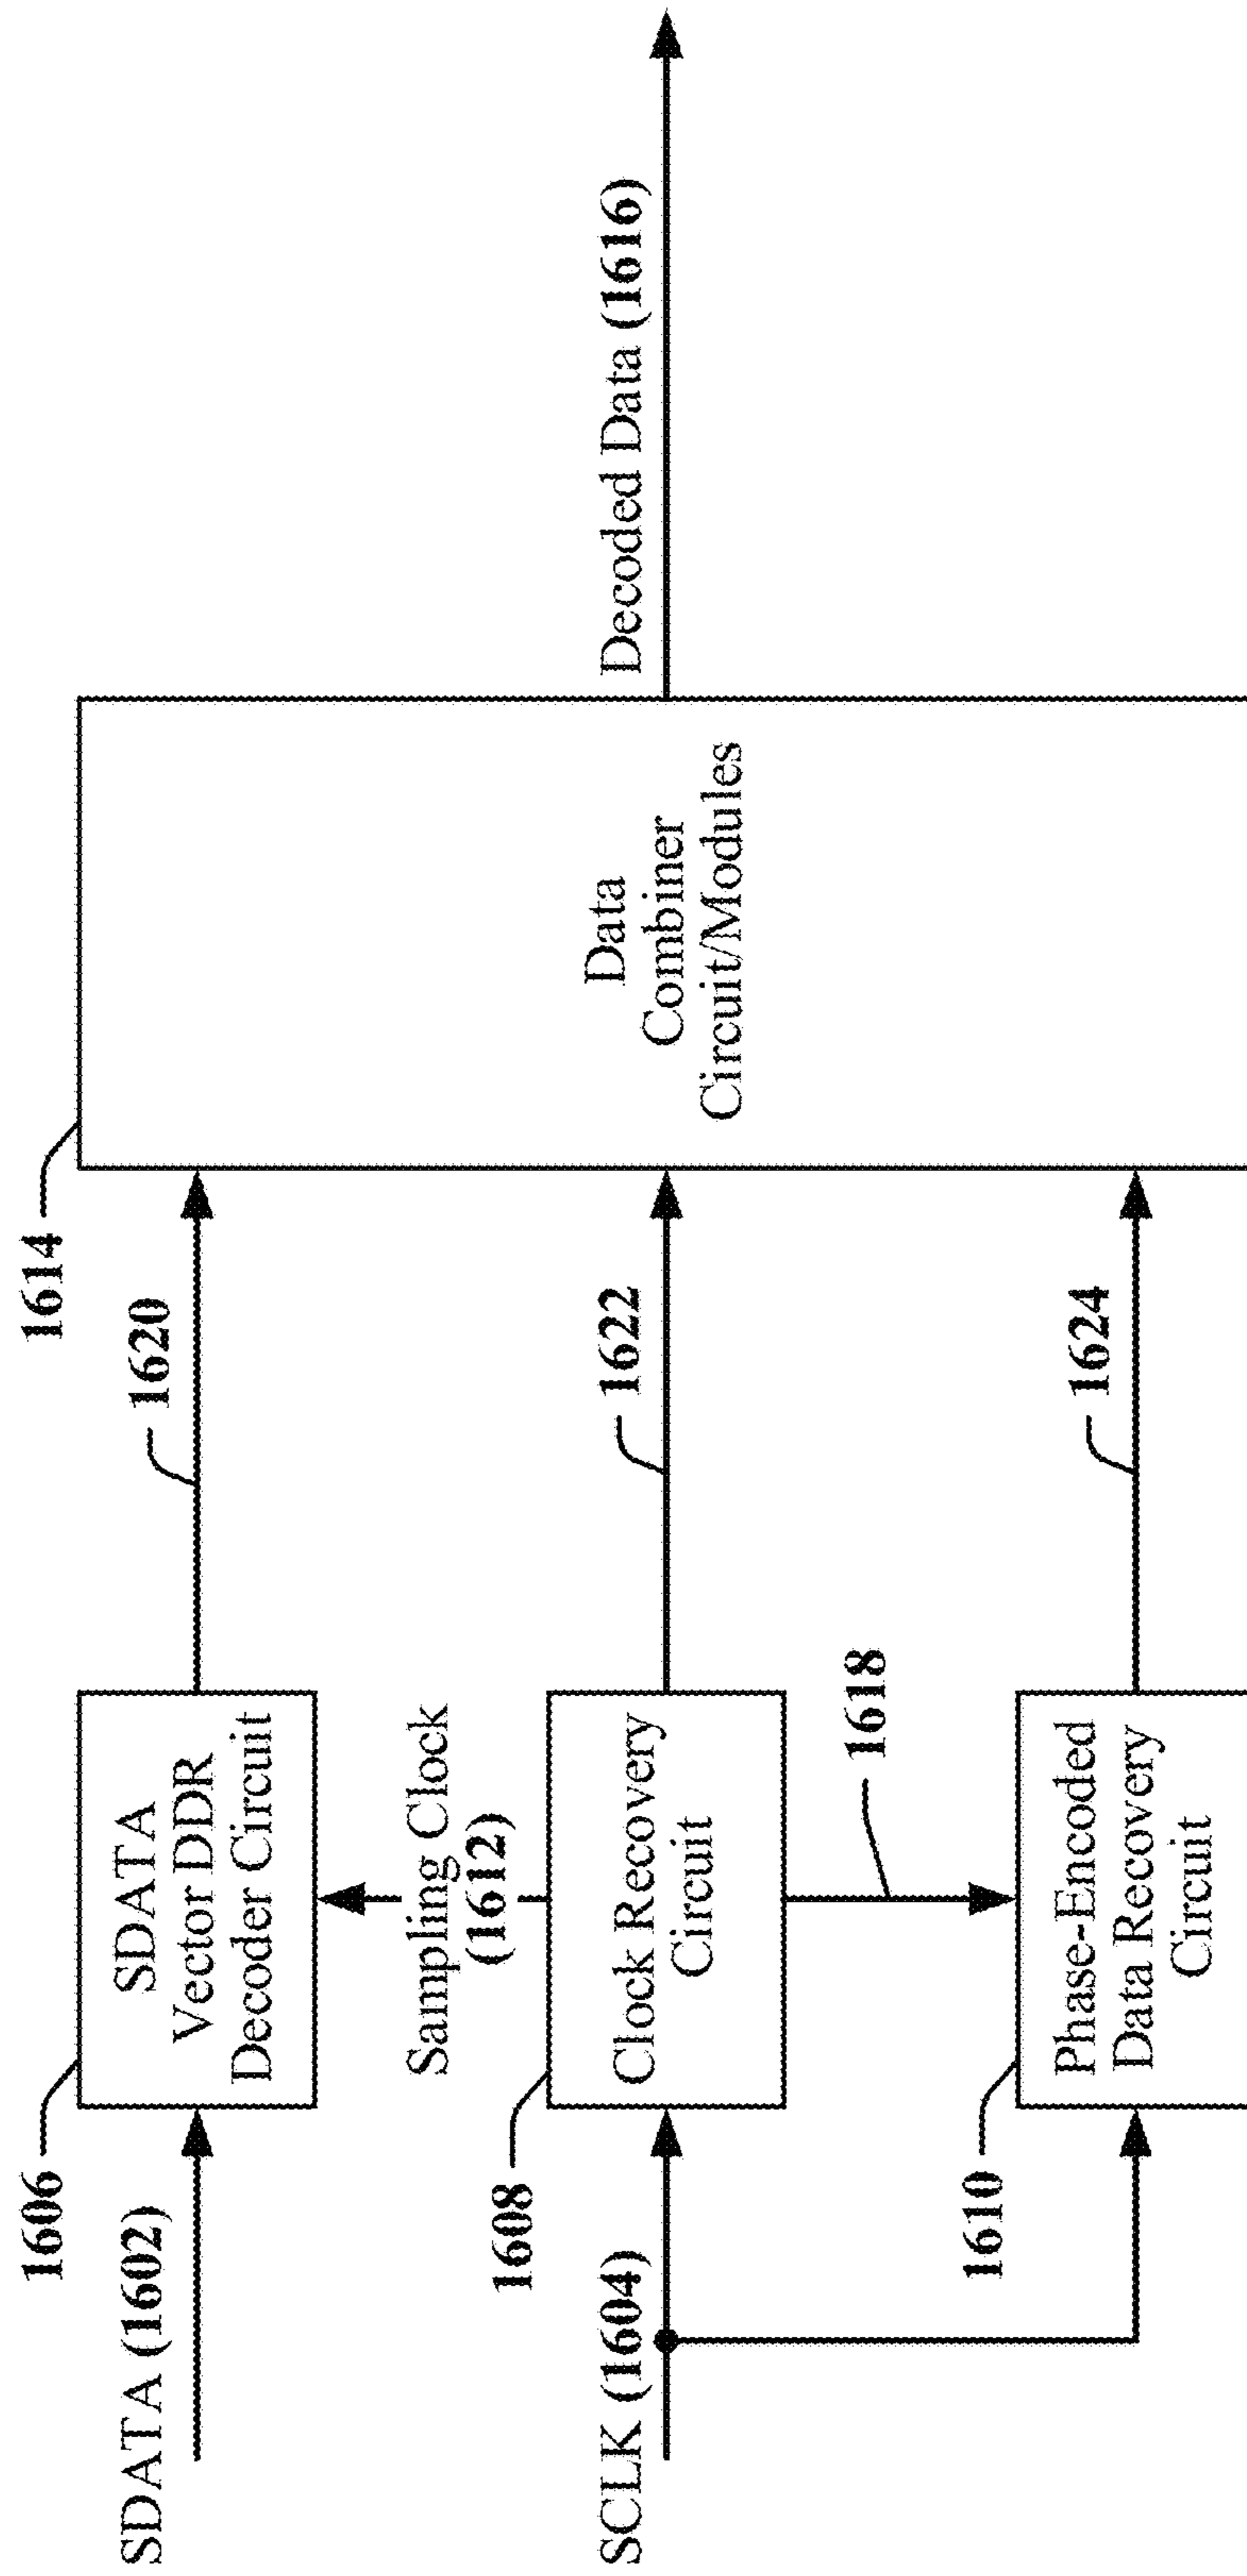 1606
SDATA (1602)
SDATA
Vector DDR
Decoder Circuit
1620
1614
Sampling Clock
(1612)
1608
SCLK (1604)
Clock Recovery
Circuit
1622
Data
Combiner
Circuit/Modules
Decoded Data (1616)
1618
1610
Phase-Encoded
Data Recovery
Circuit
1624